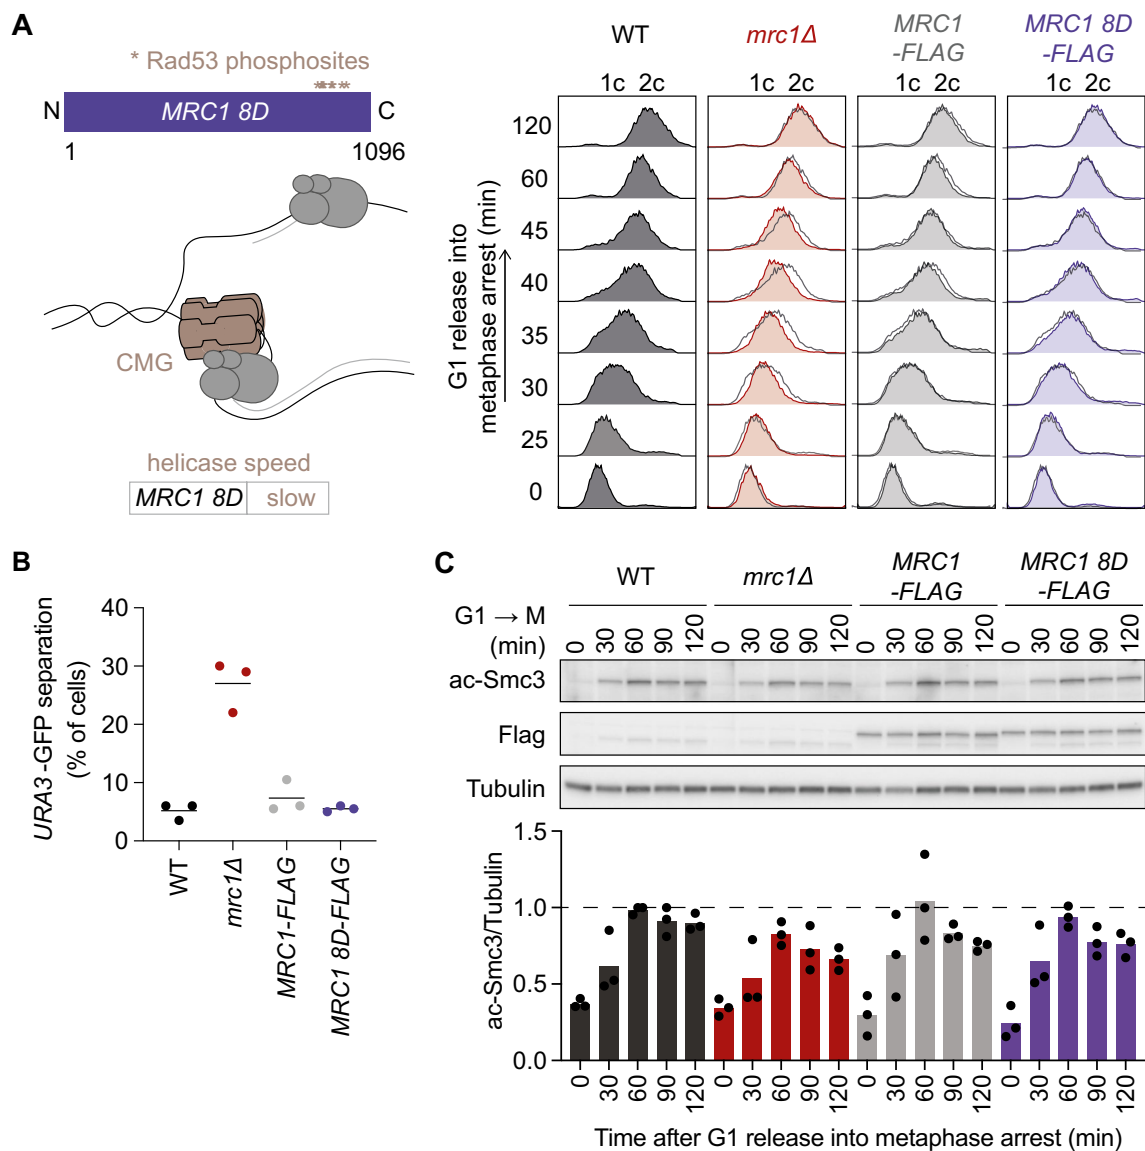 A
* Rad53 phosphosites
****
N MRC1 8D C
1 1096
CMG
helicase speed
MRC1 8D slow
WT mrc1Δ MRC1 -FLAG MRC1 8D -FLAG
1c 2c 1c 2c 1c 2c 1c 2c
G1 release into metaphase arrest (min)
120
60
45
40
35
30
25
0
B
URA3-GFP separation (% of cells)
40
30
20
10
0
WT mrc1Δ MRC1-FLAG MRC1 8D-FLAG
C
WT mrc1Δ MRC1 -FLAG MRC1 8D -FLAG
G1 → M (min) 0 30 60 90 120 0 30 60 90 120 0 30 60 90 120 0 30 60 90 120
ac-Smc3
Flag
Tubulin
ac-Smc3/Tubulin
1.5
1.0
0.5
0.0
0 30 60 90 120 0 30 60 90 120 0 30 60 90 120 0 30 60 90 120
Time after G1 release into metaphase arrest (min)